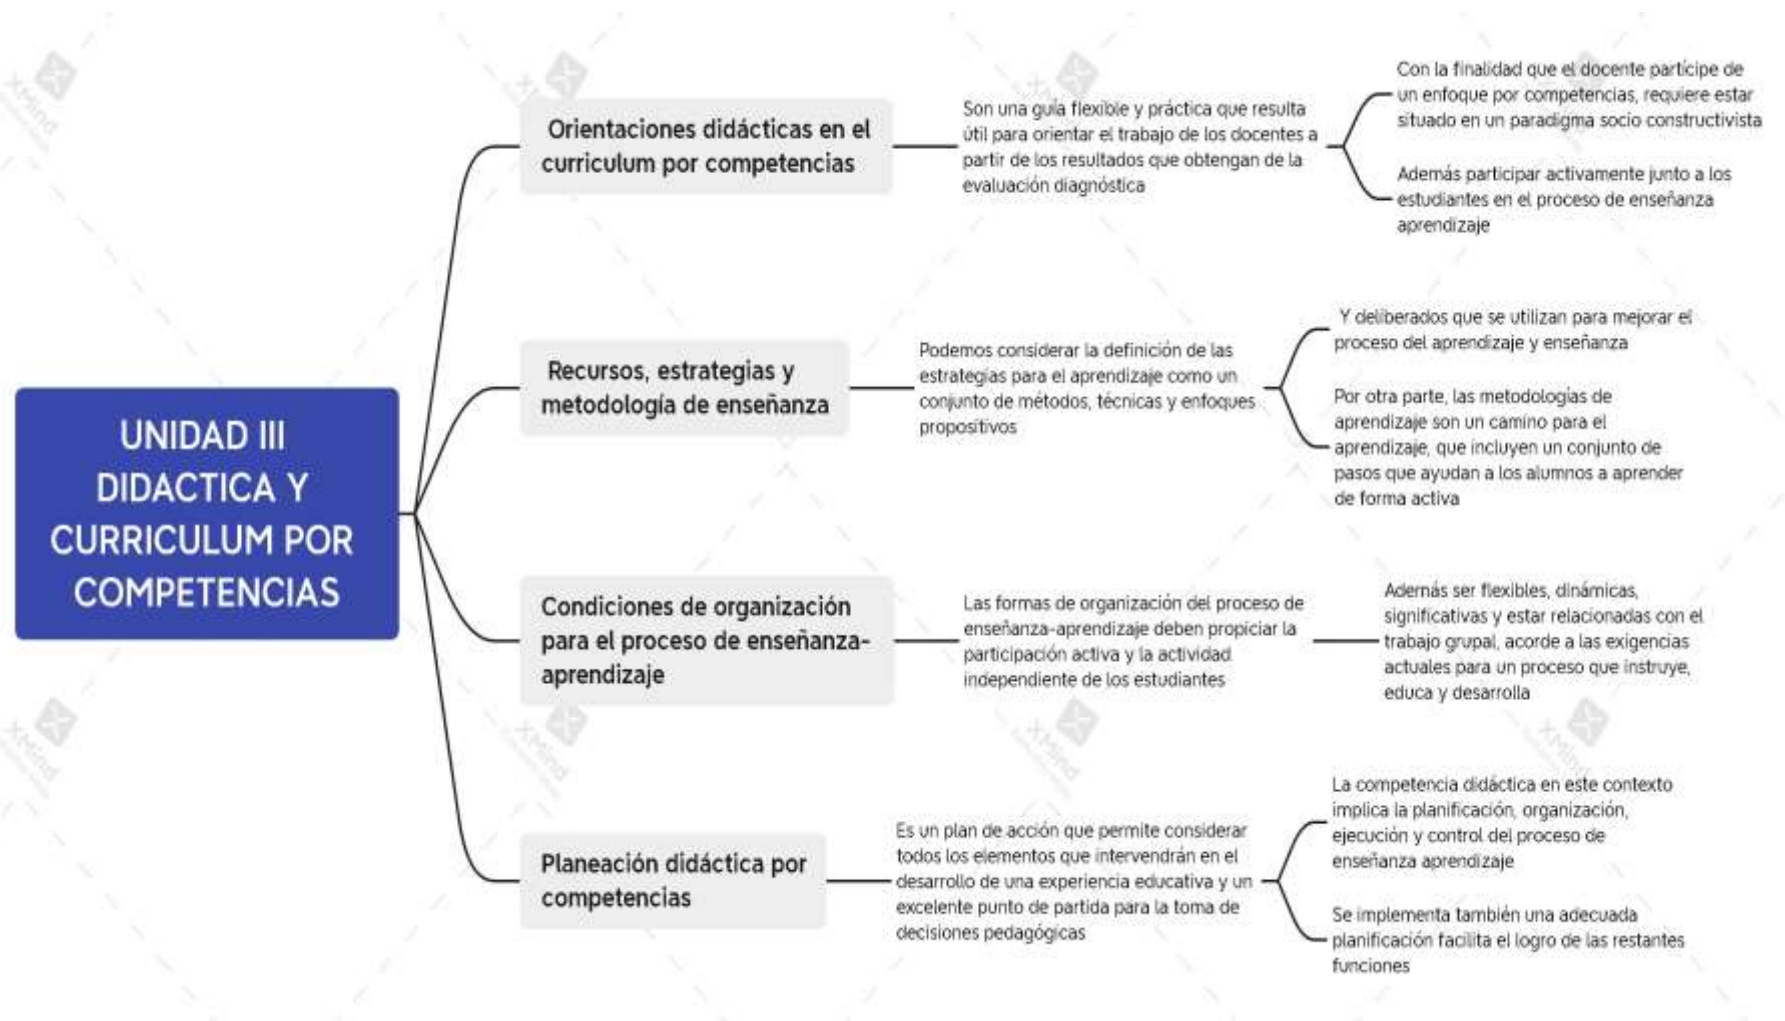 UNIDAD III
DIDACTICA Y
CURRICULUM POR
COMPETENCIAS
Orientaciones didácticas en el
curriculum por competencias
Son una guía flexible y práctica que resulta
útil para orientar el trabajo de los docentes a
partir de los resultados que obtengan de la
evaluación diagnóstica
Con la finalidad que el docente participe de
un enfoque por competencias, requiere estar
situado en un paradigma socio constructivista
Además participar activamente junto a los
estudiantes en el proceso de enseñanza
aprendizaje
Recursos, estrategias y
metodología de enseñanza
Podemos considerar la definición de las
estrategias para el aprendizaje como un
conjunto de métodos, técnicas y enfoques
propositivos
Y deliberados que se utilizan para mejorar el
proceso del aprendizaje y enseñanza
Por otra parte, las metodologías de
aprendizaje son un camino para el
aprendizaje, que incluyen un conjunto de
pasos que ayudan a los alumnos a aprender
de forma activa
Condiciones de organización
para el proceso de enseñanza-
aprendizaje
Las formas de organización del proceso de
enseñanza-aprendizaje deben propiciar la
participación activa y la actividad
independiente de los estudiantes
Además ser flexibles, dinámicas,
significativas y estar relacionadas con el
trabajo grupal, acorde a las exigencias
actuales para un proceso que instruye,
educa y desarrolla
Planeación didáctica por
competencias
Es un plan de acción que permite considerar
todos los elementos que intervendrán en el
desarrollo de una experiencia educativa y un
excelente punto de partida para la toma de
decisiones pedagógicas
La competencia didáctica en este contexto
implica la planificación, organización,
ejecución y control del proceso de
enseñanza aprendizaje
Se implementa también una adecuada
planificación facilita el logro de las restantes
funciones
XMind
XMind
XMind
XMind
XMind
XMind
XMind
XMind